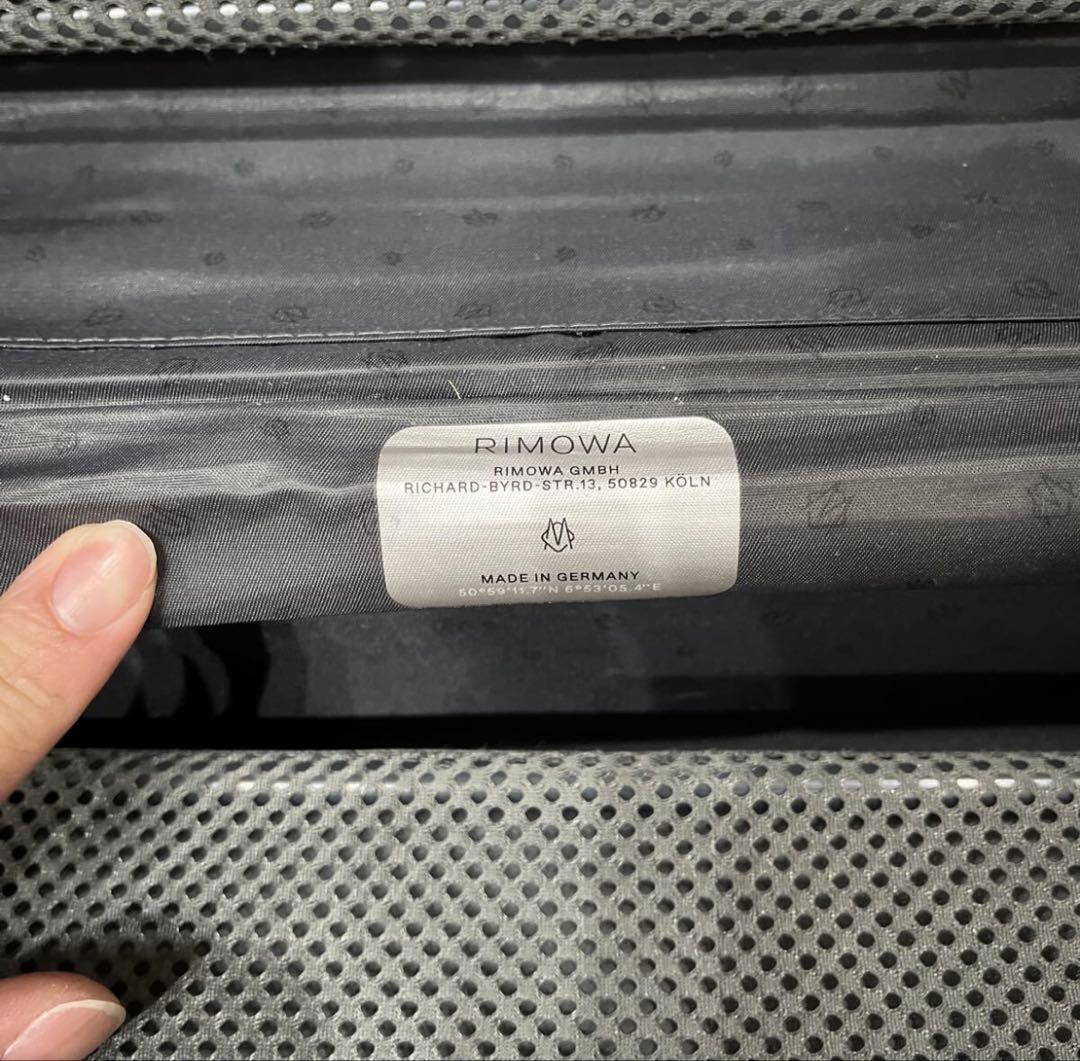 RIMOWA
RIMOWA GMBH
RICHARD-BYRD-STR.13, 50829 KÖLN
MADE IN GERMANY
50°59'11.7"N 6°53'05.4"E